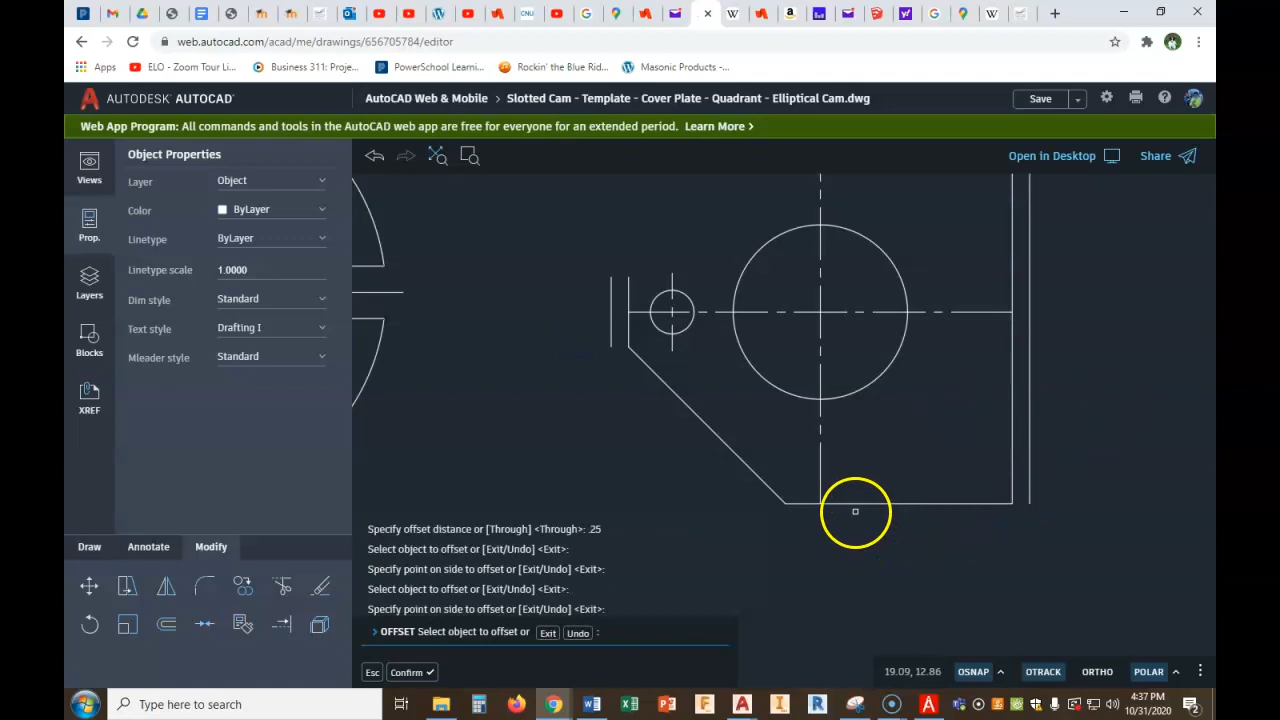 web.autocad.com/acad/me/drawings/656705784/editor
Apps
ELO - Zoom Tour Li...
Business 311: Proje...
PowerSchool Learni...
Rockin' the Blue Rid...
Masonic Products -...
AUTODESK AUTOCAD
AutoCAD Web & Mobile > Slotted Cam - Template - Cover Plate - Quadrant - Elliptical Cam.dwg
Save
Web App Program: All commands and tools in the AutoCAD web app are free for everyone for an extended period. Learn More >
Views
Prop.
Layers
Blocks
XREF
Object Properties
Layer Object
Color ByLayer
Linetype ByLayer
Linetype scale 1.0000
Dim style Standard
Text style Drafting I
Mleader style Standard
Open in Desktop
Share
Specify offset distance or [Through] <Through>: .25
Select object to offset or [Exit/Undo] <Exit>:
Specify point on side to offset or [Exit/Undo] <Exit>:
Select object to offset or [Exit/Undo] <Exit>:
Specify point on side to offset or [Exit/Undo] <Exit>:
> OFFSET Select object to offset or Exit Undo :
Esc Confirm ✓
Draw Annotate Modify
19.09, 12.86 OSNAP OTRACK ORTHO POLAR
Type here to search
4:37 PM
10/31/2020